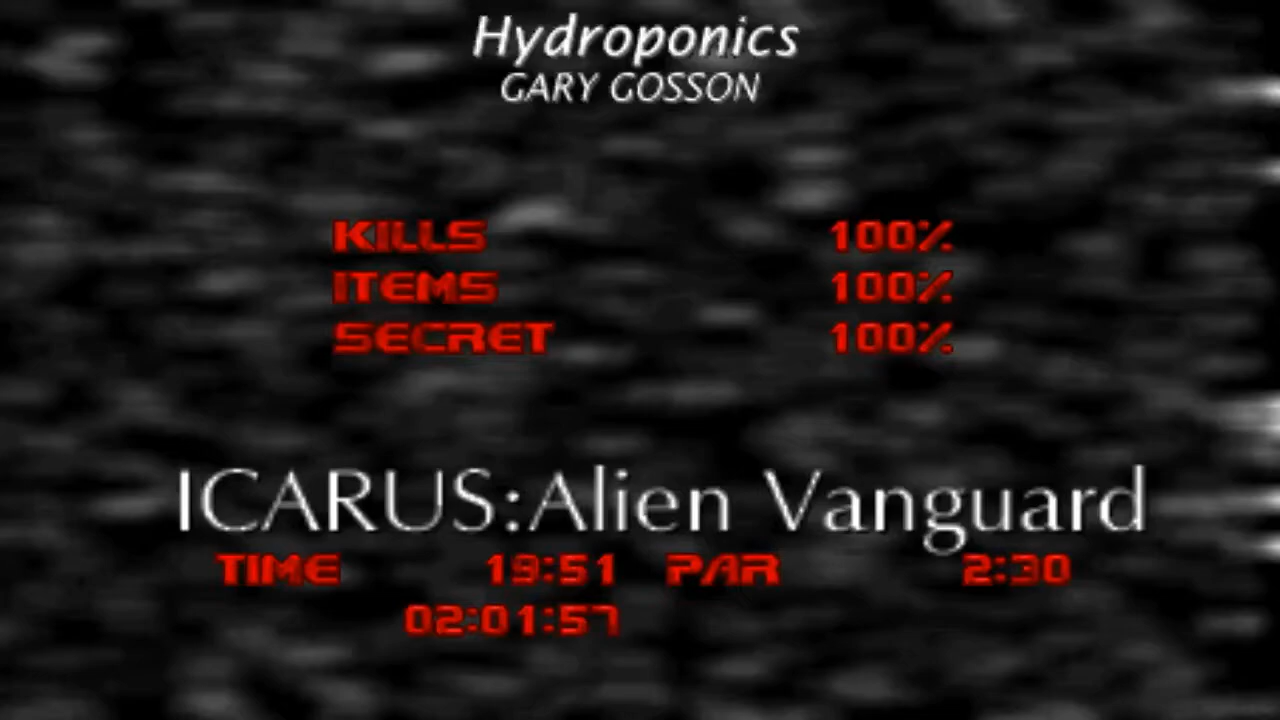 Hydroponics
GARY GOSSON
KILLS 100%
ITEMS 100%
SECRET 100%
ICARUS:Alien Vanguard
TIME 19:51 PAR 2:30
02:01:57